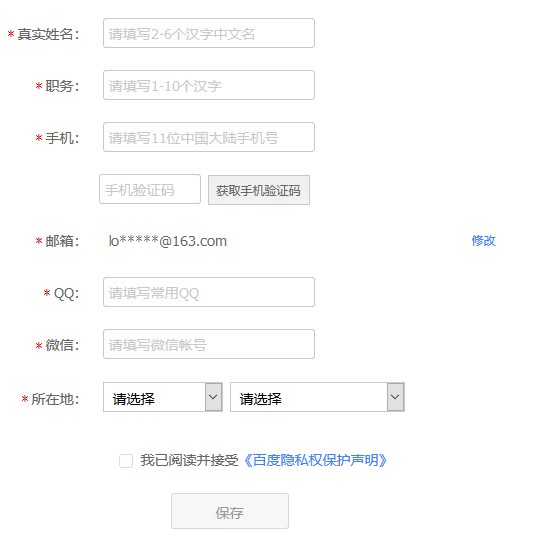 *真实姓名： 请填写2-6个汉字中文名
*职务： 请填写1-10个汉字
*手机： 请填写11位中国大陆手机号
手机验证码 获取手机验证码
*邮箱： lo*****@163.com 修改
*QQ： 请填写常用QQ
*微信： 请填写微信帐号
*所在地： 请选择 请选择
我已阅读并接受《百度隐私权保护声明》
保存